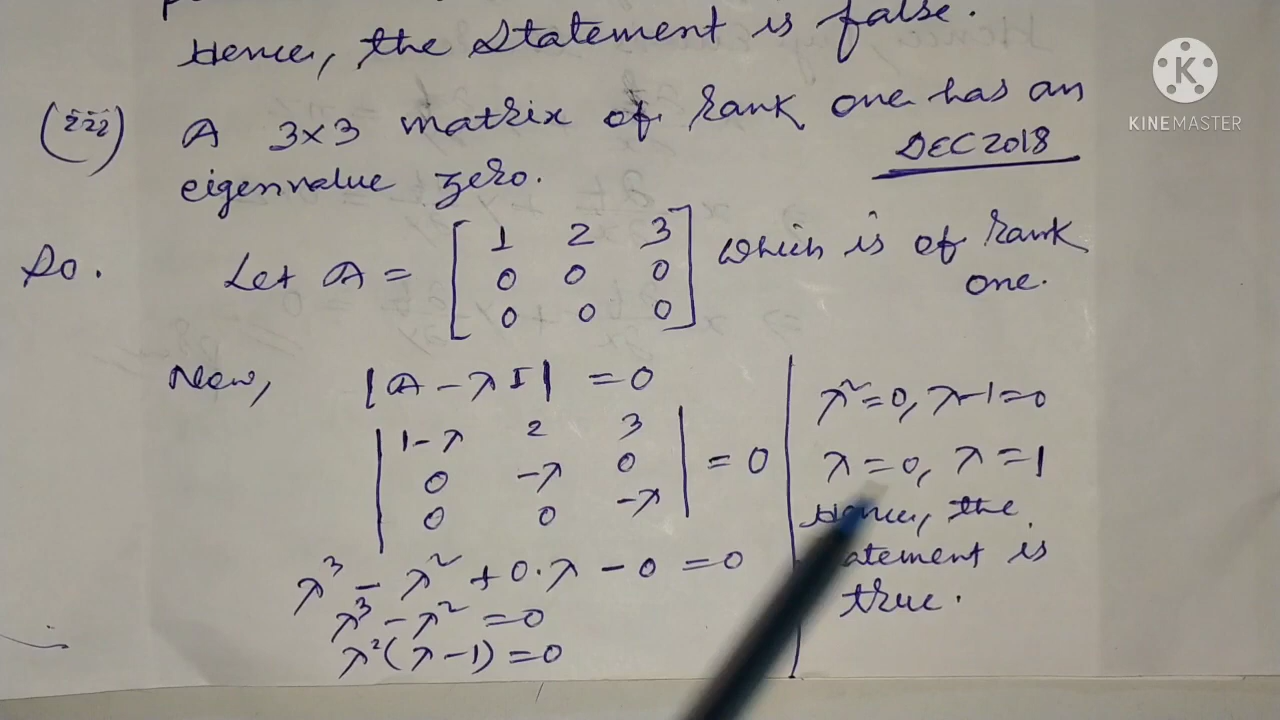 Hence, the Statement is false.
(iii) A 3x3 matrix of rank one has an
eigenvalue zero. DEC 2018
So. Let A = [ 1 2 3 which is of rank
0 0 0 one.
0 0 0 ]
Now, |A - λI| = 0
| 1-λ 2 3
0 -λ 0 | = 0
0 0 -λ
λ³ - λ² + 0.λ - 0 = 0
λ³ - λ² = 0
λ²(λ-1) = 0
λ²=0, λ-1=0
λ=0, λ=1
Hence, the
statement is
true.
KINEMASTER